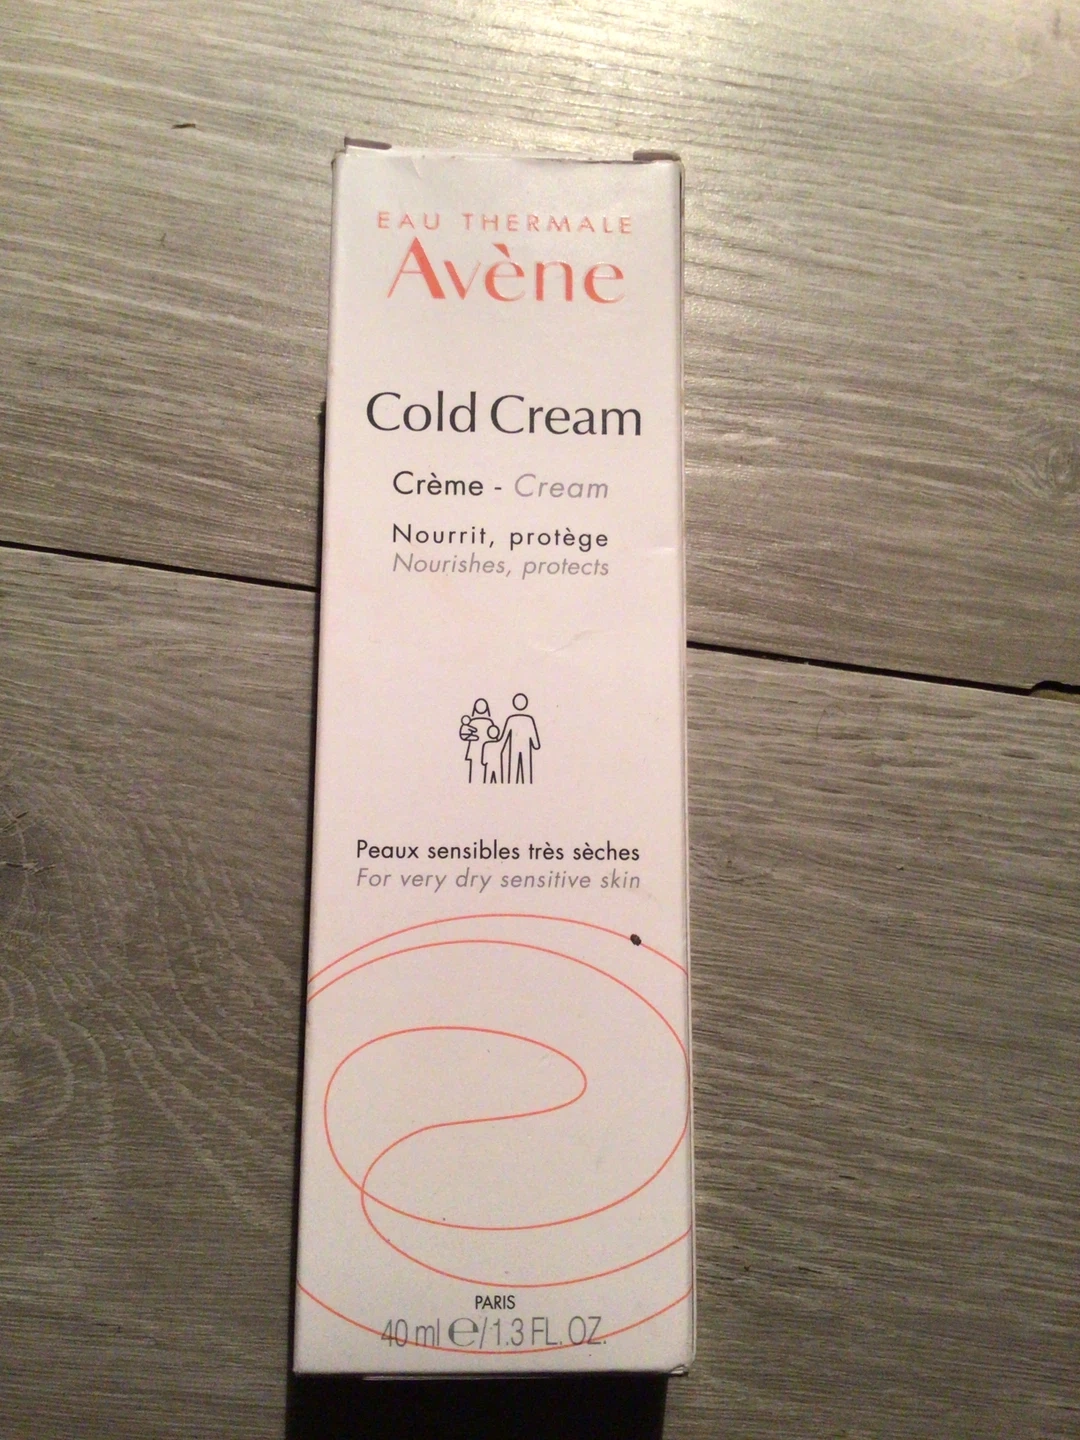 EAU THERMALE
Avène
Cold Cream
Crème - Cream
Nourrit, protège
Nourishes, protects
Peaux sensibles très sèches
For very dry sensitive skin
PARIS
40 ml ℮/1.3 FL. OZ.